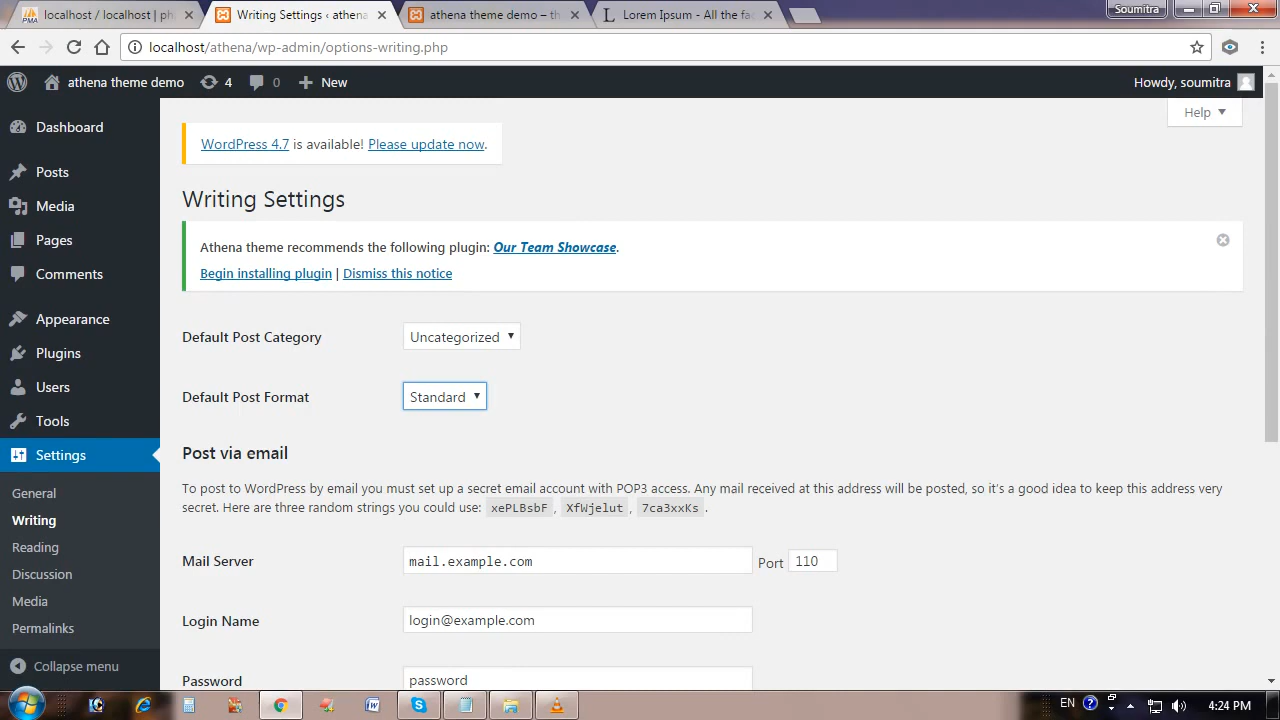 localhost / localhost | ph
Writing Settings ‹ athena
athena theme demo – th
Lorem Ipsum - All the fa
Soumitra
localhost/athena/wp-admin/options-writing.php
athena theme demo
4
0
New
Howdy, soumitra
Help
Dashboard
Posts
Media
Pages
Comments
Appearance
Plugins
Users
Tools
Settings
General
Writing
Reading
Discussion
Media
Permalinks
Collapse menu
WordPress 4.7 is available! Please update now.
Writing Settings
Athena theme recommends the following plugin: Our Team Showcase.
Begin installing plugin | Dismiss this notice
Default Post Category
Uncategorized
Default Post Format
Standard
Post via email
To post to WordPress by email you must set up a secret email account with POP3 access. Any mail received at this address will be posted, so it's a good idea to keep this address very
secret. Here are three random strings you could use: xePLBsbF, XfWjelut, 7ca3xxKs.
Mail Server
mail.example.com
Port
110
Login Name
login@example.com
Password
password
EN
4:24 PM